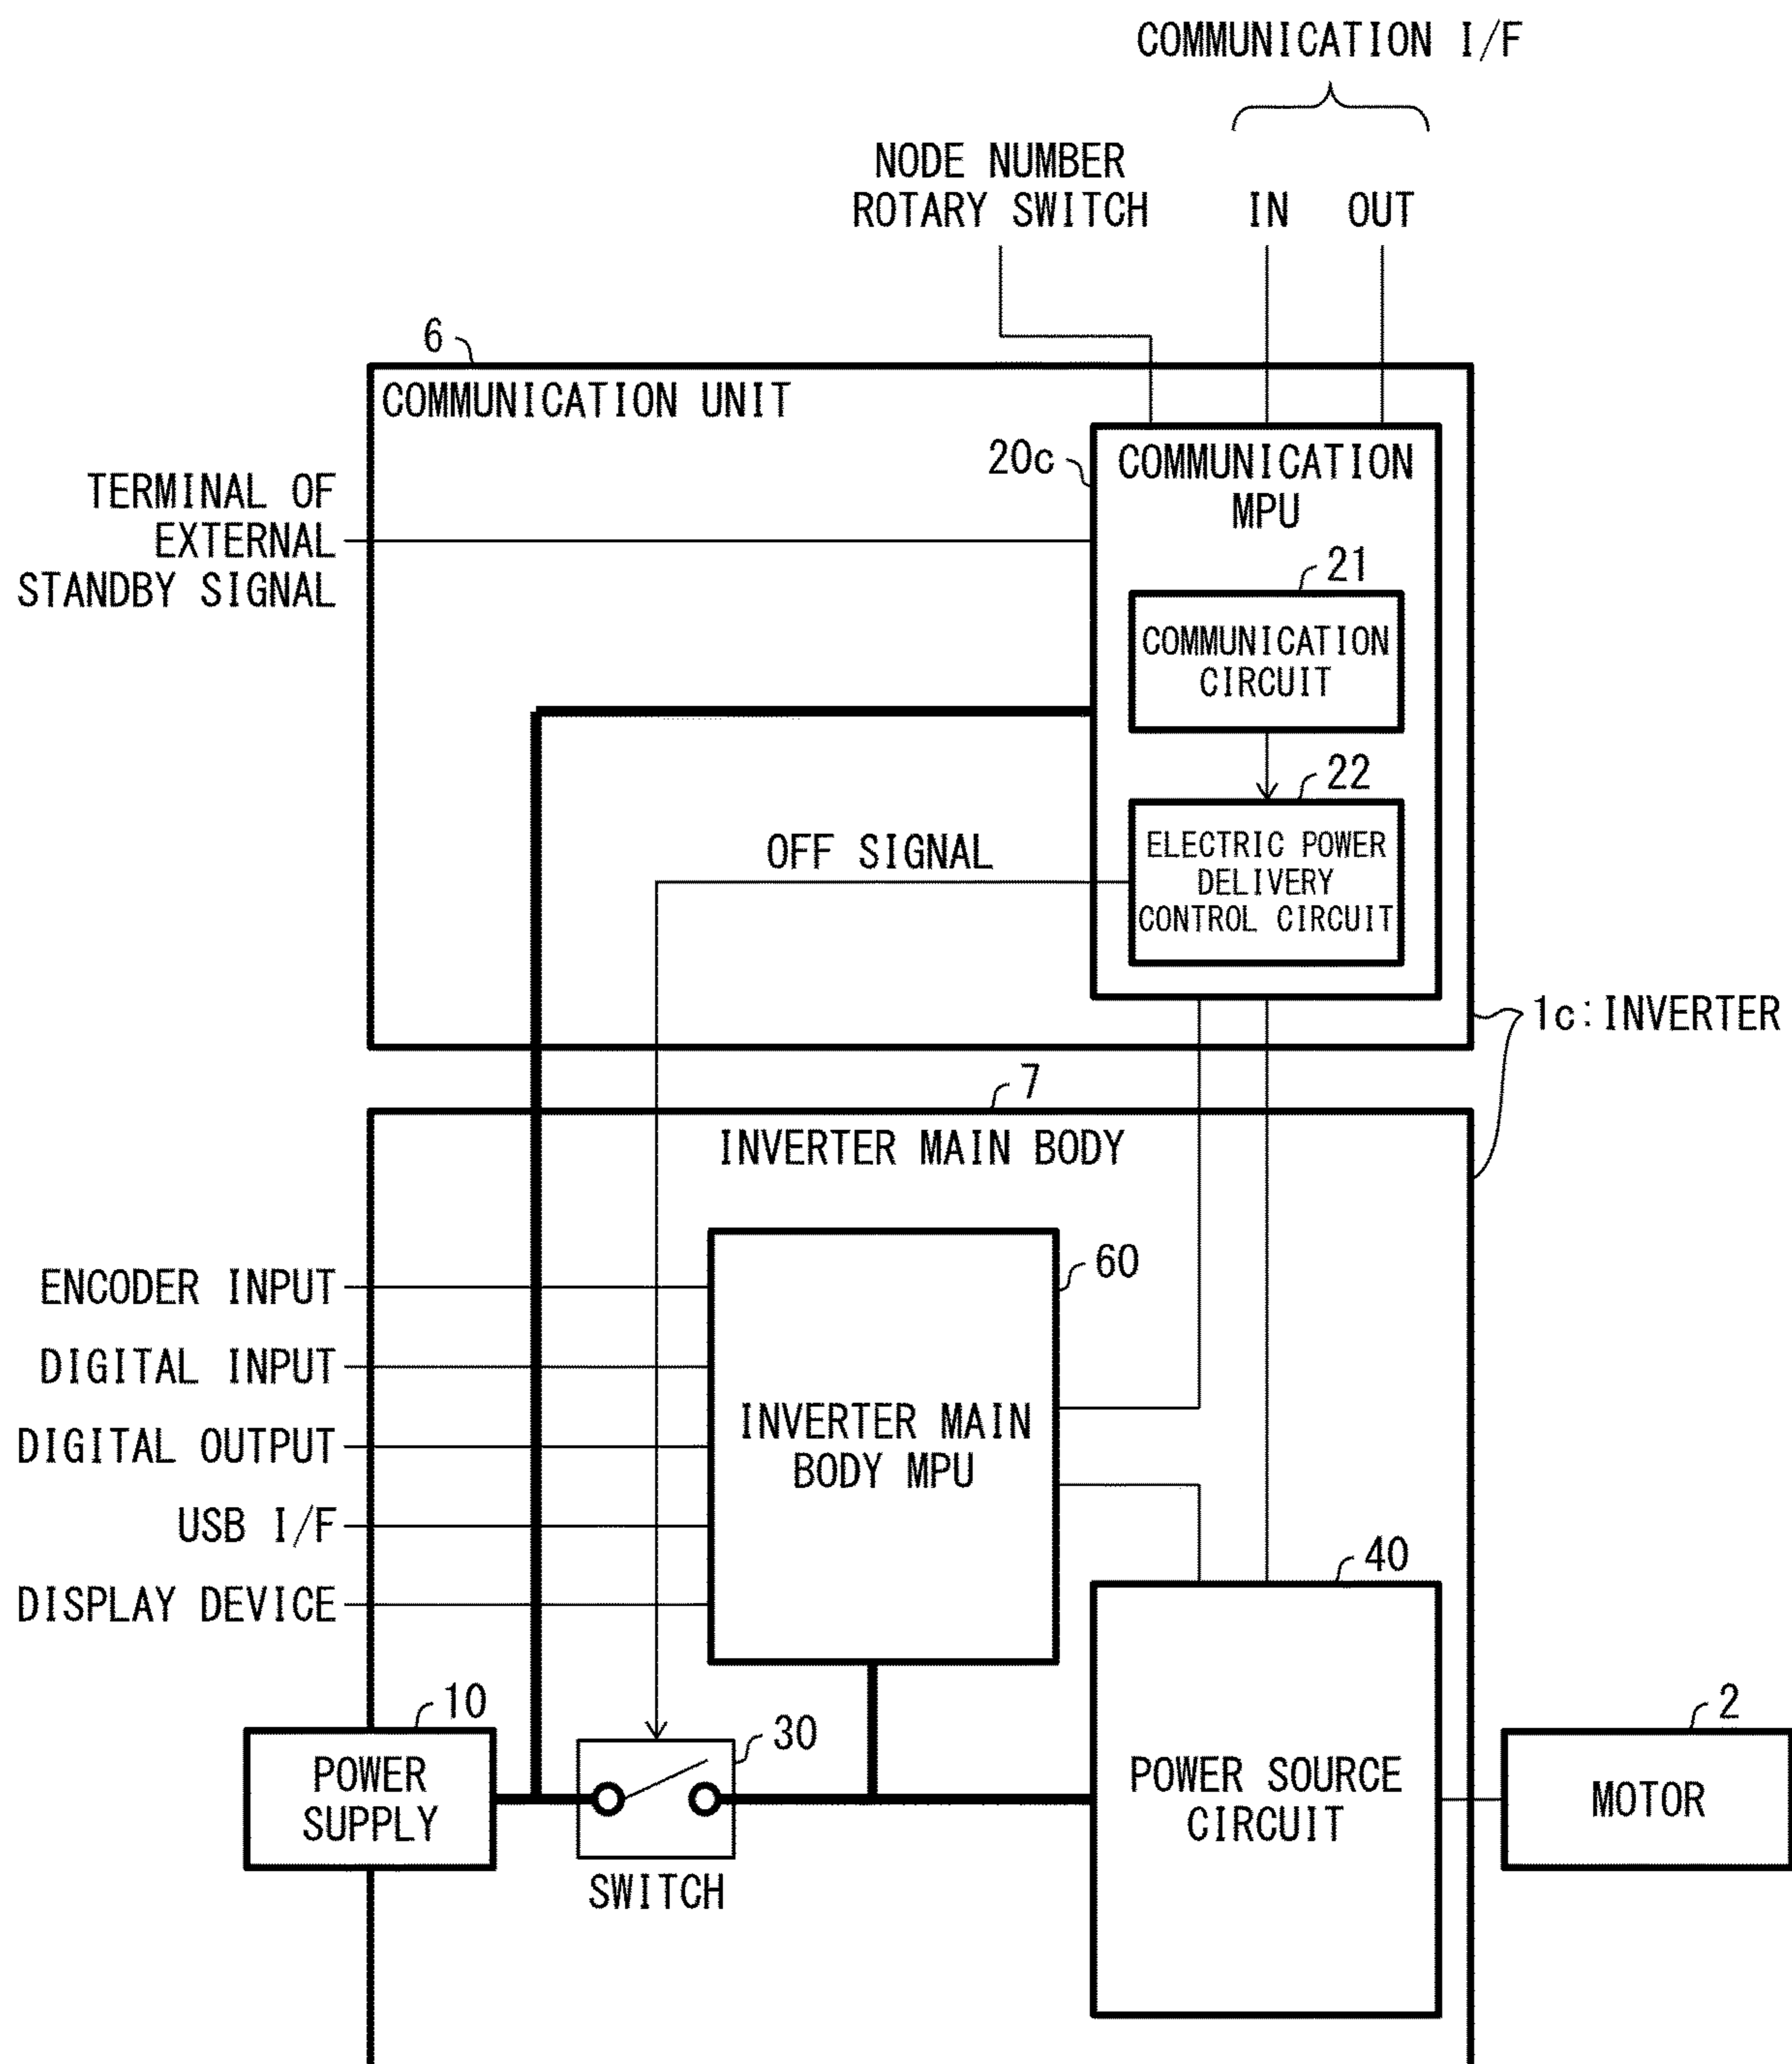 COMMUNICATION I/F
NODE NUMBER
ROTARY SWITCH
IN
OUT
6
COMMUNICATION UNIT
20c
COMMUNICATION
MPU
TERMINAL OF
EXTERNAL
STANDBY SIGNAL
21
COMMUNICATION
CIRCUIT
22
ELECTRIC POWER
DELIVERY
CONTROL CIRCUIT
OFF SIGNAL
1c:INVERTER
7
INVERTER MAIN BODY
60
ENCODER INPUT
DIGITAL INPUT
DIGITAL OUTPUT
USB I/F
DISPLAY DEVICE
INVERTER MAIN
BODY MPU
40
10
POWER
SUPPLY
30
SWITCH
POWER SOURCE
CIRCUIT
2
MOTOR